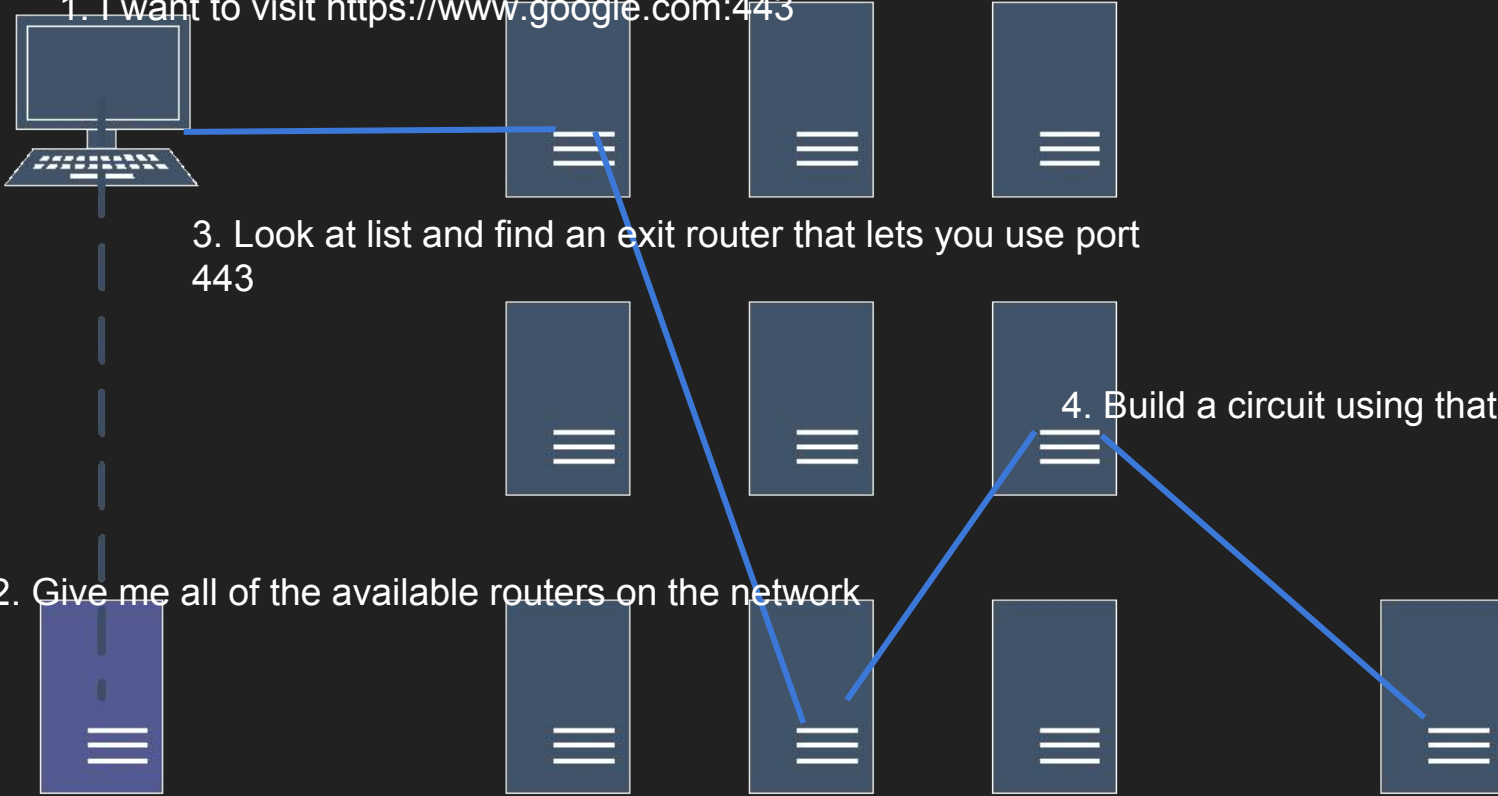 1. I want to visit https://www.google.com:443
3. Look at list and find an exit router that lets you use port
443
4. Build a circuit using that
2. Give me all of the available routers on the network